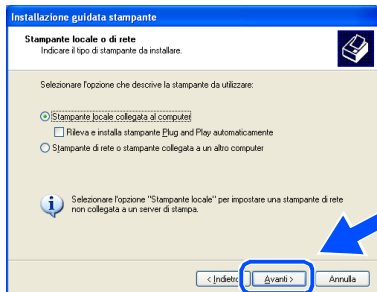 Installazione guidata stampante
Stampante locale o di rete
Indicare il tipo di stampante da installare.
Selezionare l'opzione che descrive la stampante da utilizzare:
Stampante locale collegata al computer
Rileva e installa stampante Plug and Play automaticamente
Stampante di rete o stampante collegata a un altro computer
Selezionare l'opzione "Stampante locale" per impostare una stampante di rete
non collegata a un server di stampa.
< Indietro Avanti > Annulla